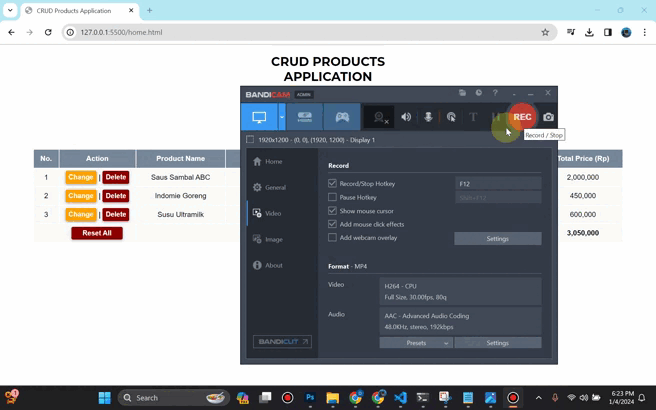 CRUD Products Application
127.0.0.1:5500/home.html
CRUD PRODUCTS
APPLICATION
BANDICAM ADMIN
REC
Record / Stop
1920x1200 - (0, 0), (1920, 1200) - Display 1
No. Action Product Name Total Price (Rp)
1 Change | Delete Saus Sambal ABC 2,000,000
2 Change | Delete Indomie Goreng 450,000
3 Change | Delete Susu Ultramilk 600,000
Reset All 3,050,000
Home
General
Video
Image
About
BANDICUT
Record
Record/Stop Hotkey F12
Pause Hotkey Shift+F12
Show mouse cursor
Add mouse click effects
Add webcam overlay Settings
Format - MP4
Video H264 - CPU
Full Size, 30.00fps, 80q
Audio AAC - Advanced Audio Coding
48.0KHz, stereo, 192kbps
Presets Settings
Search
6:23 PM
1/4/2024